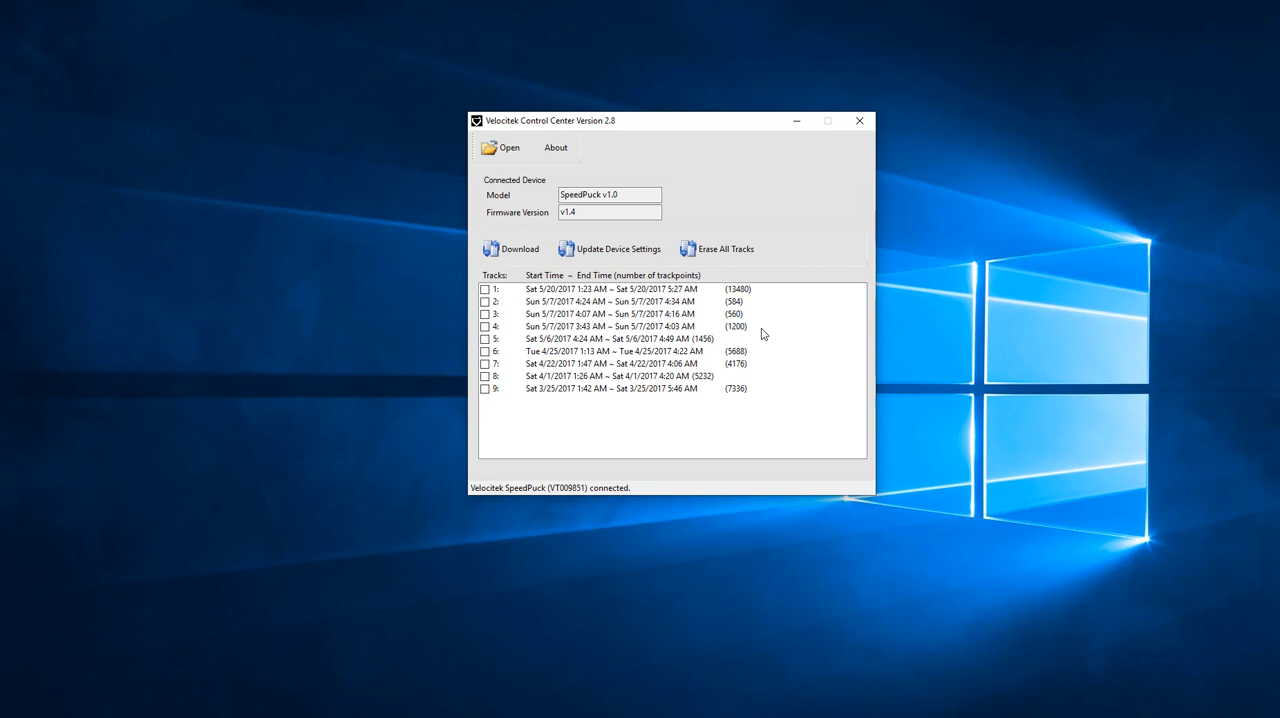 Velocitek Control Center Version 2.8
Open About
Connected Device
Model SpeedPuck v1.0
Firmware Version v1.4
Download Update Device Settings Erase All Tracks
Tracks: Start Time ~ End Time (number of trackpoints)
1: Sat 5/20/2017 1:23 AM ~ Sat 5/20/2017 5:27 AM (13480)
2: Sun 5/7/2017 4:24 AM ~ Sun 5/7/2017 4:34 AM (584)
3: Sun 5/7/2017 4:07 AM ~ Sun 5/7/2017 4:16 AM (560)
4: Sun 5/7/2017 3:43 AM ~ Sun 5/7/2017 4:03 AM (1200)
5: Sat 5/6/2017 4:24 AM ~ Sat 5/6/2017 4:49 AM (1456)
6: Tue 4/25/2017 1:13 AM ~ Tue 4/25/2017 4:22 AM (5688)
7: Sat 4/22/2017 1:47 AM ~ Sat 4/22/2017 4:06 AM (4176)
8: Sat 4/1/2017 1:26 AM ~ Sat 4/1/2017 4:20 AM (5232)
9: Sat 3/25/2017 1:42 AM ~ Sat 3/25/2017 5:46 AM (7336)
Velocitek SpeedPuck (VT009851) connected.